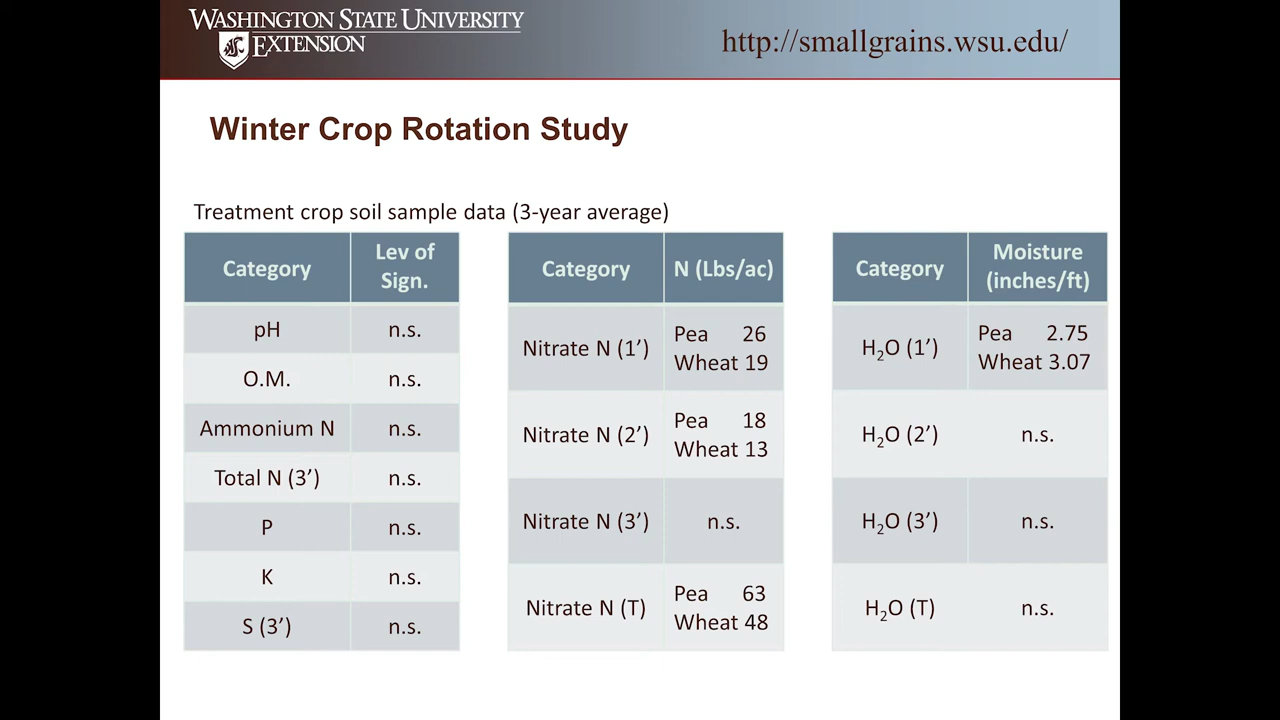 WASHINGTON STATE UNIVERSITY
EXTENSION
http://smallgrains.wsu.edu/
Winter Crop Rotation Study
Treatment crop soil sample data (3-year average)
Category Lev of Sign.
pH n.s.
O.M. n.s.
Ammonium N n.s.
Total N (3’) n.s.
P n.s.
K n.s.
S (3’) n.s.
Category N (Lbs/ac)
Nitrate N (1’) Pea 26 Wheat 19
Nitrate N (2’) Pea 18 Wheat 13
Nitrate N (3’) n.s.
Nitrate N (T) Pea 63 Wheat 48
Category Moisture (inches/ft)
H₂O (1’) Pea 2.75 Wheat 3.07
H₂O (2’) n.s.
H₂O (3’) n.s.
H₂O (T) n.s.